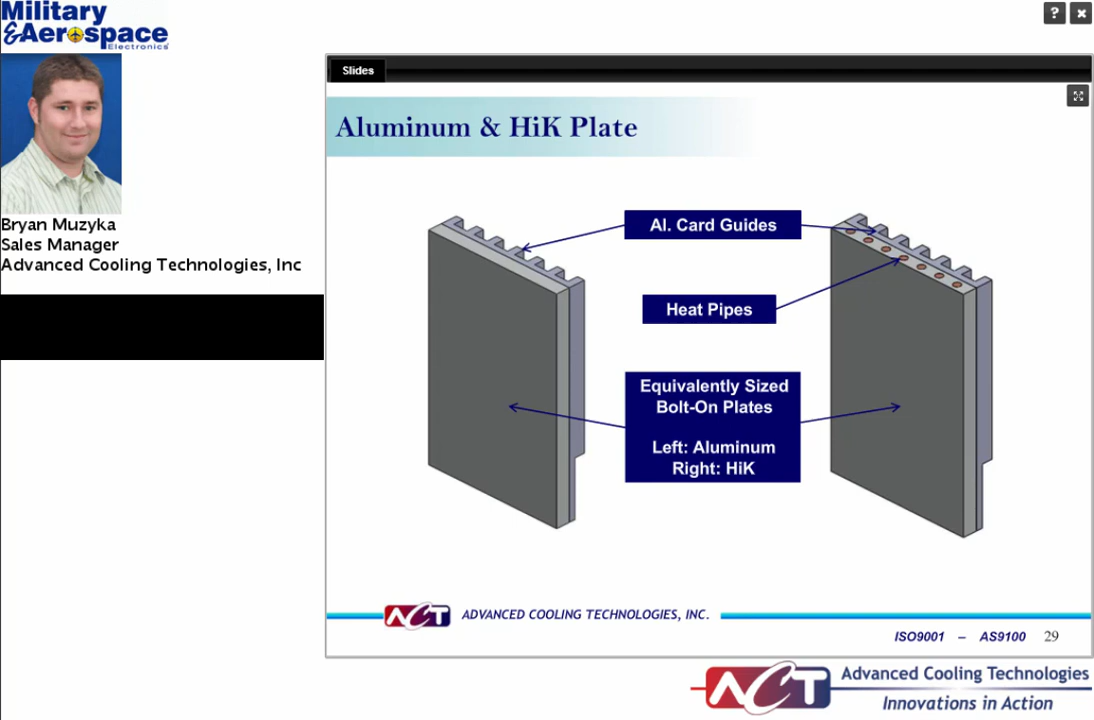 Military
&Aerospace
Electronics
? ×
Bryan Muzyka
Sales Manager
Advanced Cooling Technologies, Inc
Slides
Aluminum & HiK Plate
Al. Card Guides
Heat Pipes
Equivalently Sized
Bolt-On Plates
Left: Aluminum
Right: HiK
ACT ADVANCED COOLING TECHNOLOGIES, INC.
ISO9001 – AS9100 29
ACT
Advanced Cooling Technologies
Innovations in Action